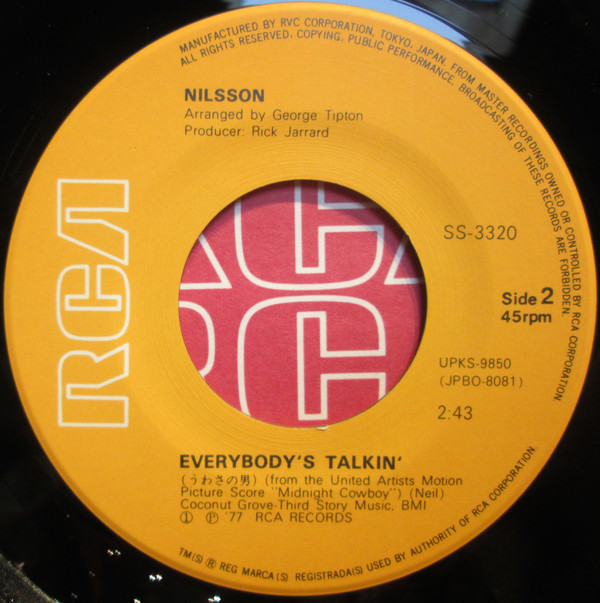 MANUFACTURED BY RVC CORPORATION, TOKYO, JAPAN. FROM MASTER RECORDINGS OWNED OR CONTROLLED BY RCA CORPORATION.
ALL RIGHTS RESERVED, COPYING, PUBLIC PERFORMANCE, BROADCASTING OF THESE RECORDS ARE FORBIDDEN.
NILSSON
Arranged by George Tipton
Producer: Rick Jarrard
RCA
SS-3320
Side 2
45rpm
UPKS-9850
(JPBO-8081)
2:43
EVERYBODY'S TALKIN'
(うわさの男) (from the United Artists Motion
Picture Score "Midnight Cowboy") (Neil)
Coconut Grove-Third Story Music, BMI
① Ⓟ '77 RCA RECORDS
TM(S) ® REG MARCA(S) REGISTRADA(S) USED BY AUTHORITY OF RCA CORPORATION.